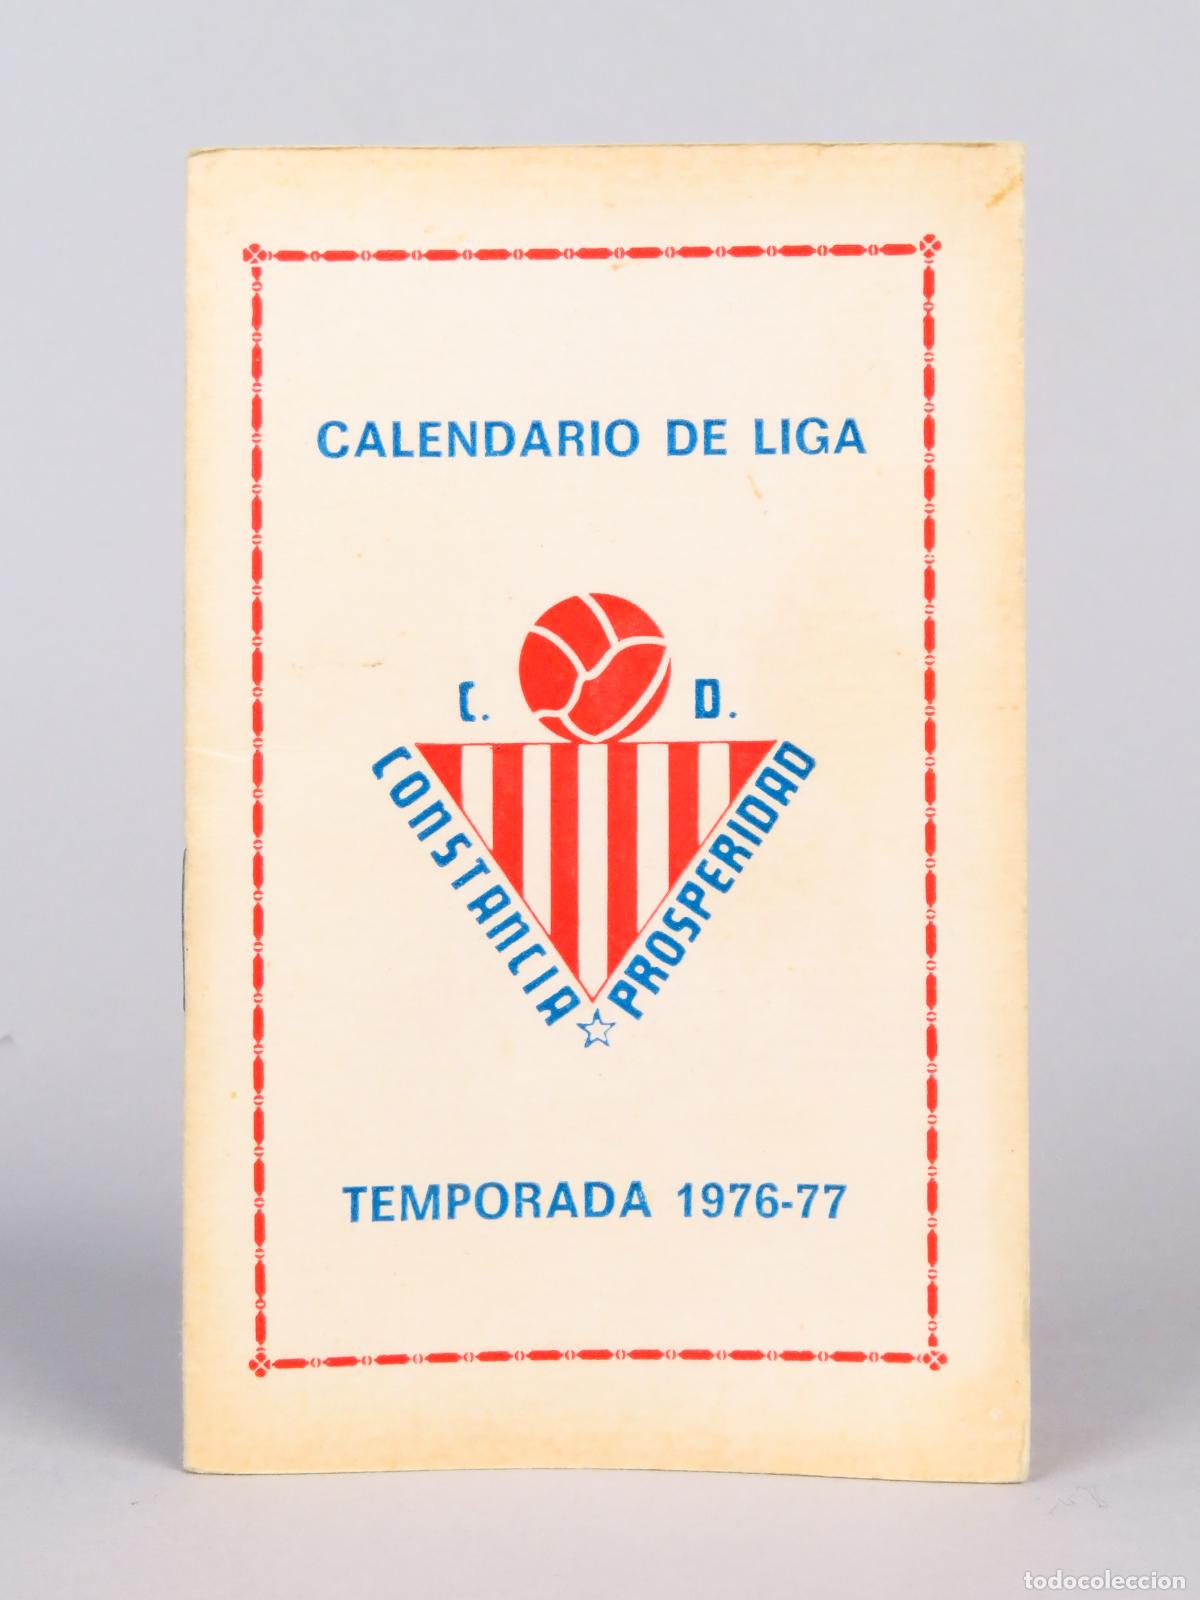 CALENDARIO DE LIGA
C. D.
CONSTANCIA
PROSPERIDAD
TEMPORADA 1976-77
todocoleccion